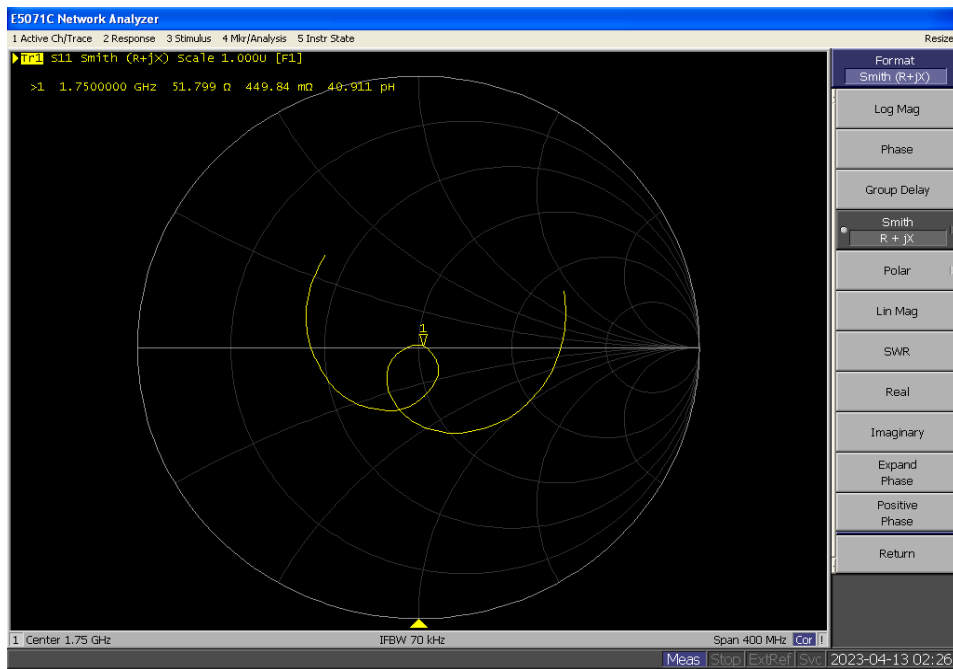 E5071C Network Analyzer
1 Active Ch/Trace 2 Response 3 Stimulus 4 Mkr/Analysis 5 Instr State
Resize
Tr1 S11 Smith (R+jX) Scale 1.000U [F1]
>1 1.7500000 GHz 51.799 Ω 449.84 mΩ 40.911 pH
1
Format
Smith (R+jX)
Log Mag
Phase
Group Delay
Smith
R + jX
Polar
Lin Mag
SWR
Real
Imaginary
Expand
Phase
Positive
Phase
Return
1 Center 1.75 GHz
IFBW 70 kHz
Span 400 MHz Cor !
Meas Stop ExtRef Svc 2023-04-13 02:26